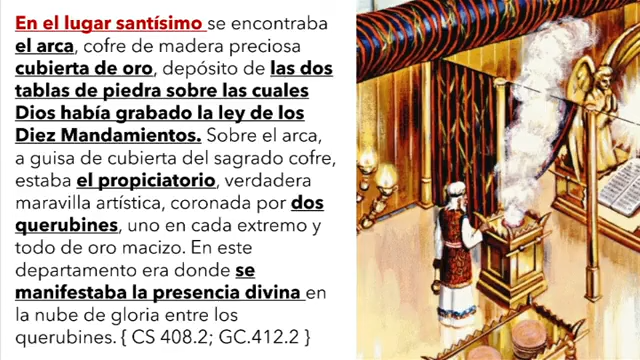 En el lugar santísimo se encontraba
el arca, cofre de madera preciosa
cubierta de oro, depósito de las dos
tablas de piedra sobre las cuales
Dios había grabado la ley de los
Diez Mandamientos. Sobre el arca,
a guisa de cubierta del sagrado cofre,
estaba el propiciatorio, verdadera
maravilla artística, coronada por dos
querubines, uno en cada extremo y
todo de oro macizo. En este
departamento era donde se
manifestaba la presencia divina en
la nube de gloria entre los
querubines. { CS 408.2; GC.412.2 }